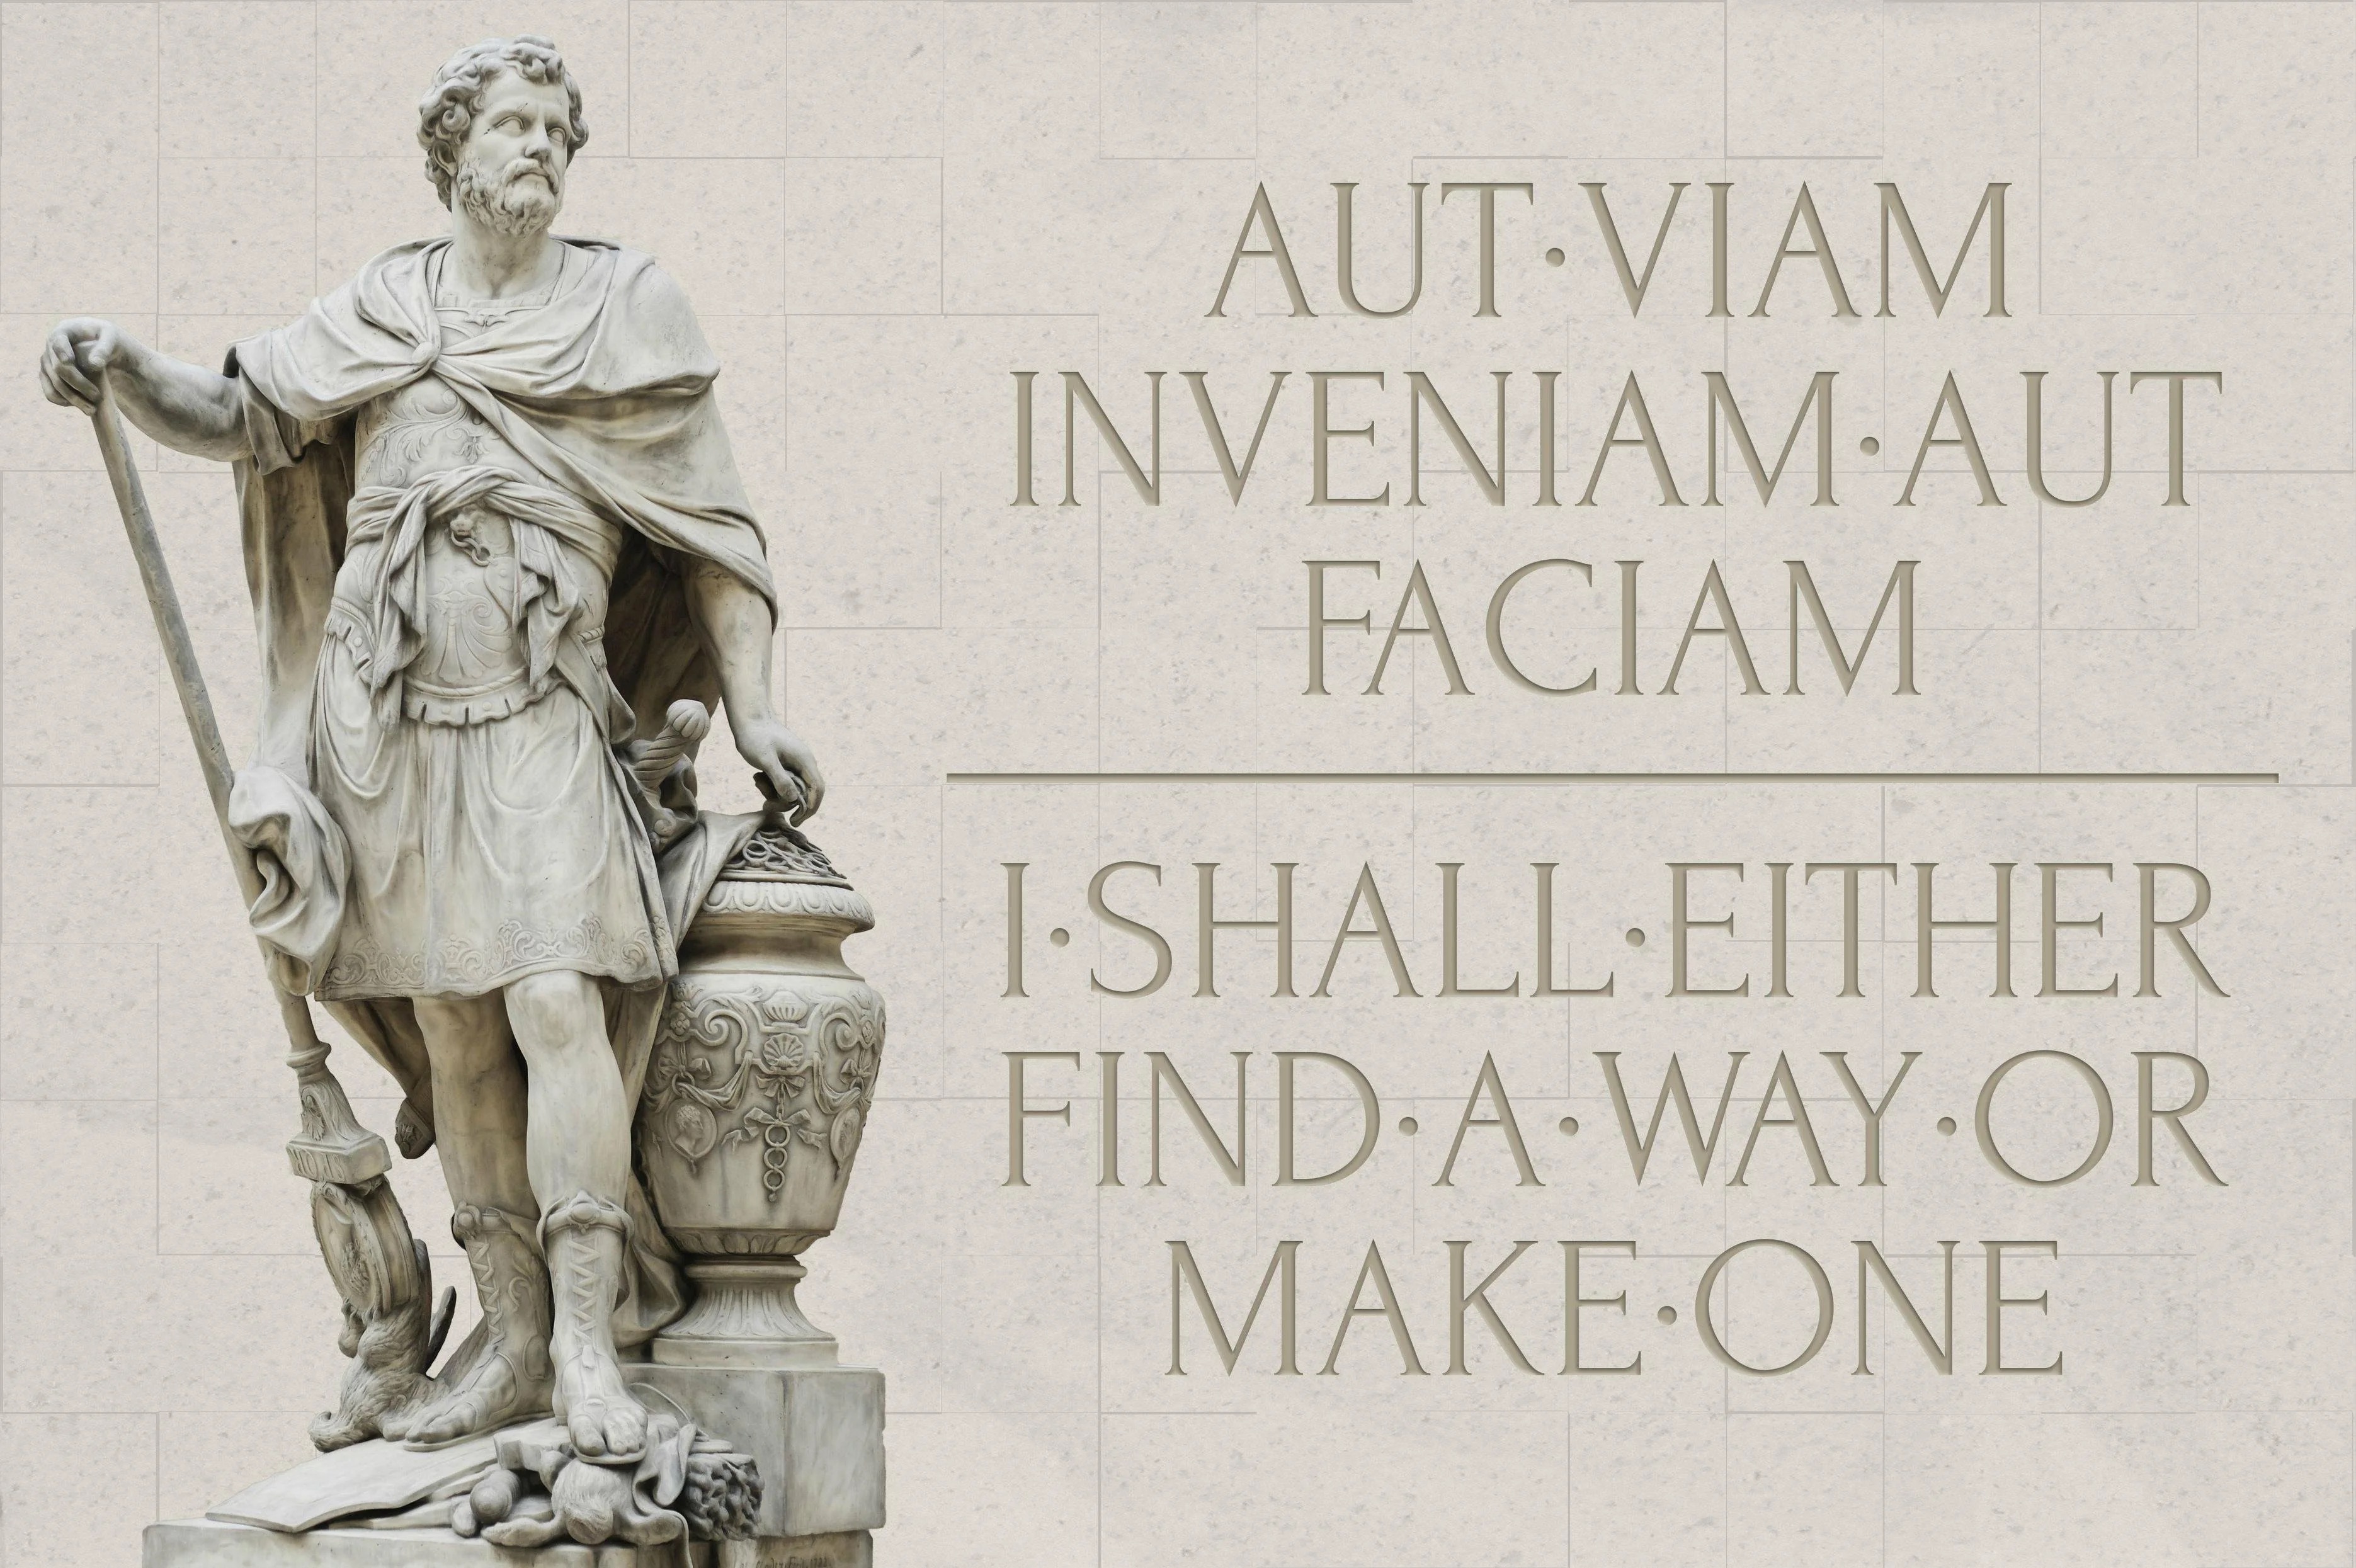 AUT·VIAM
INVENIAM·AUT
FACIAM
I·SHALL·EITHER
FIND·A·WAY·OR
MAKE·ONE